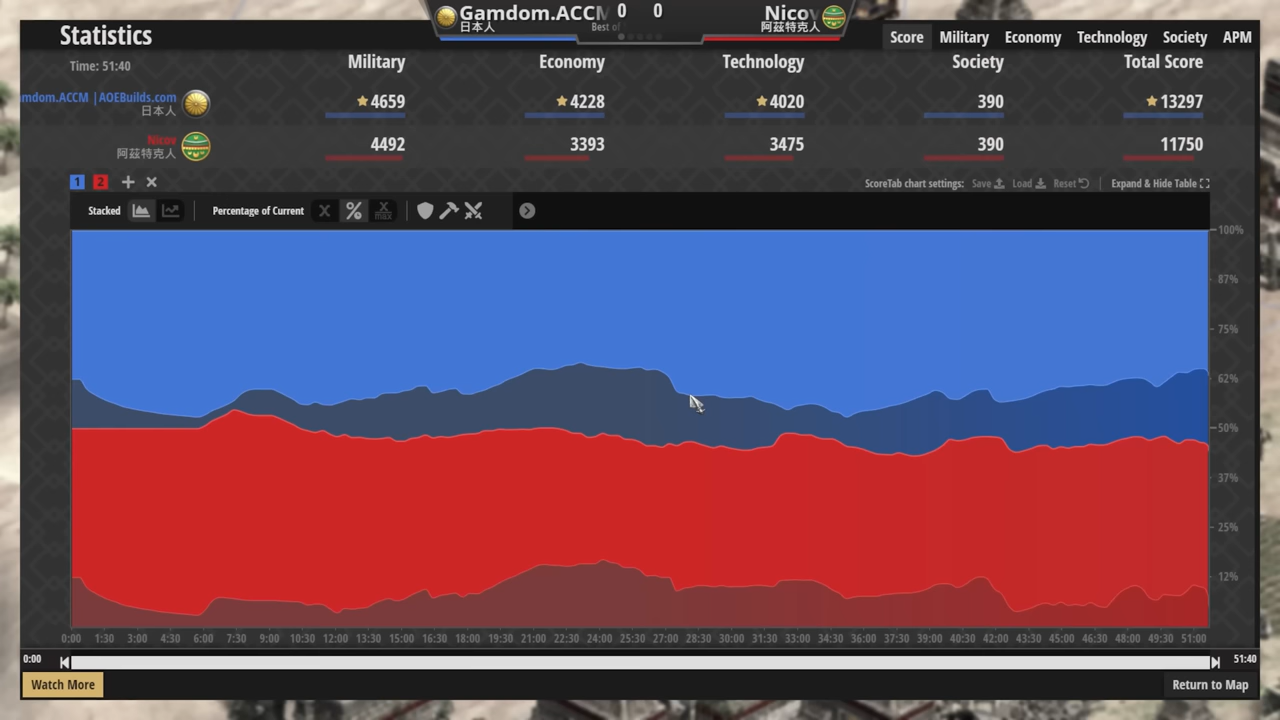 Gamdom.ACCM 0 0 Nicov
日本人 Best of 阿茲特克人
Statistics
Score Military Economy Technology Society APM
Time: 51:40 Military Economy Technology Society Total Score
mdom.ACCM |AOEBuilds.com
日本人
4659 4228 4020 390 13297
Nicov
阿茲特克人
4492 3393 3475 390 11750
1 2 ScoreTab chart settings: Save Load Reset Expand & Hide Table
Stacked Percentage of Current X % X max
100%
87%
75%
62%
50%
37%
25%
12%
0:00 1:30 3:00 4:30 6:00 7:30 9:00 10:30 12:00 13:30 15:00 16:30 18:00 19:30 21:00 22:30 24:00 25:30 27:00 28:30 30:00 31:30 33:00 34:30 36:00 37:30 39:00 40:30 42:00 43:30 45:00 46:30 48:00 49:30 51:00
0:00 51:40
Watch More Return to Map